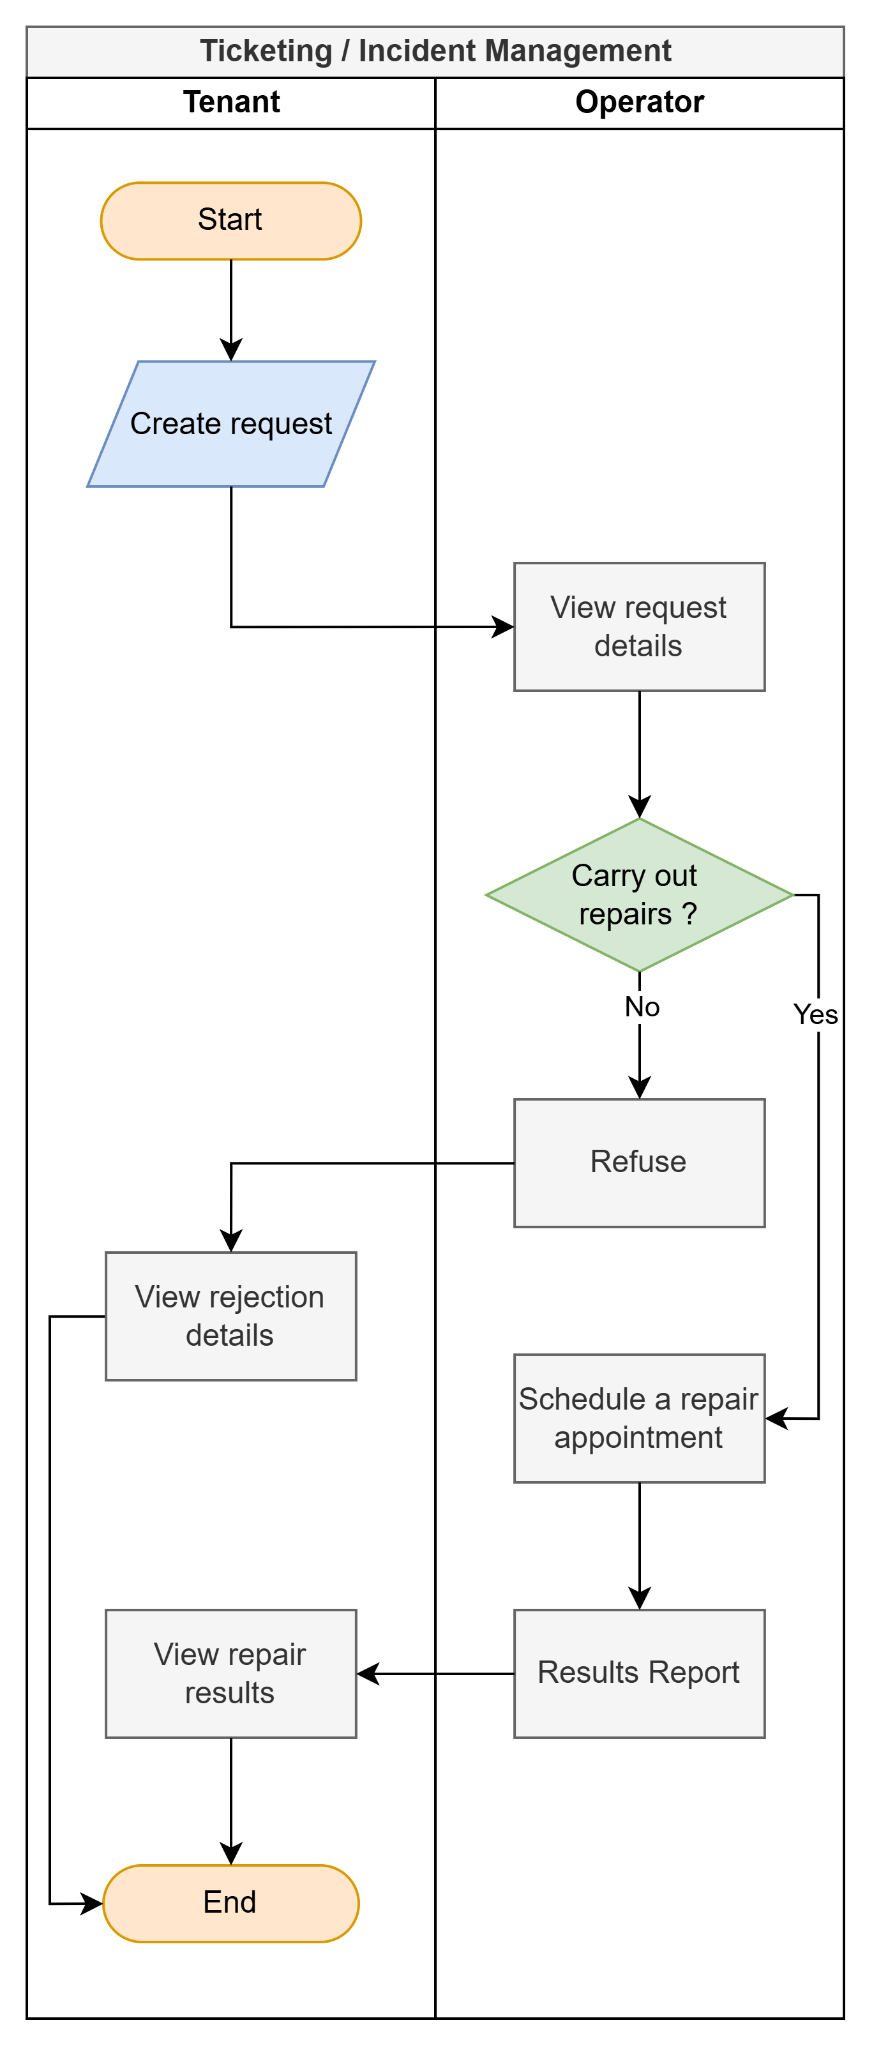 Ticketing / Incident Management
Tenant
Operator
Start
Create request
View request
details
Carry out
repairs ?
No
Yes
Refuse
View rejection
details
Schedule a repair
appointment
View repair
results
Results Report
End